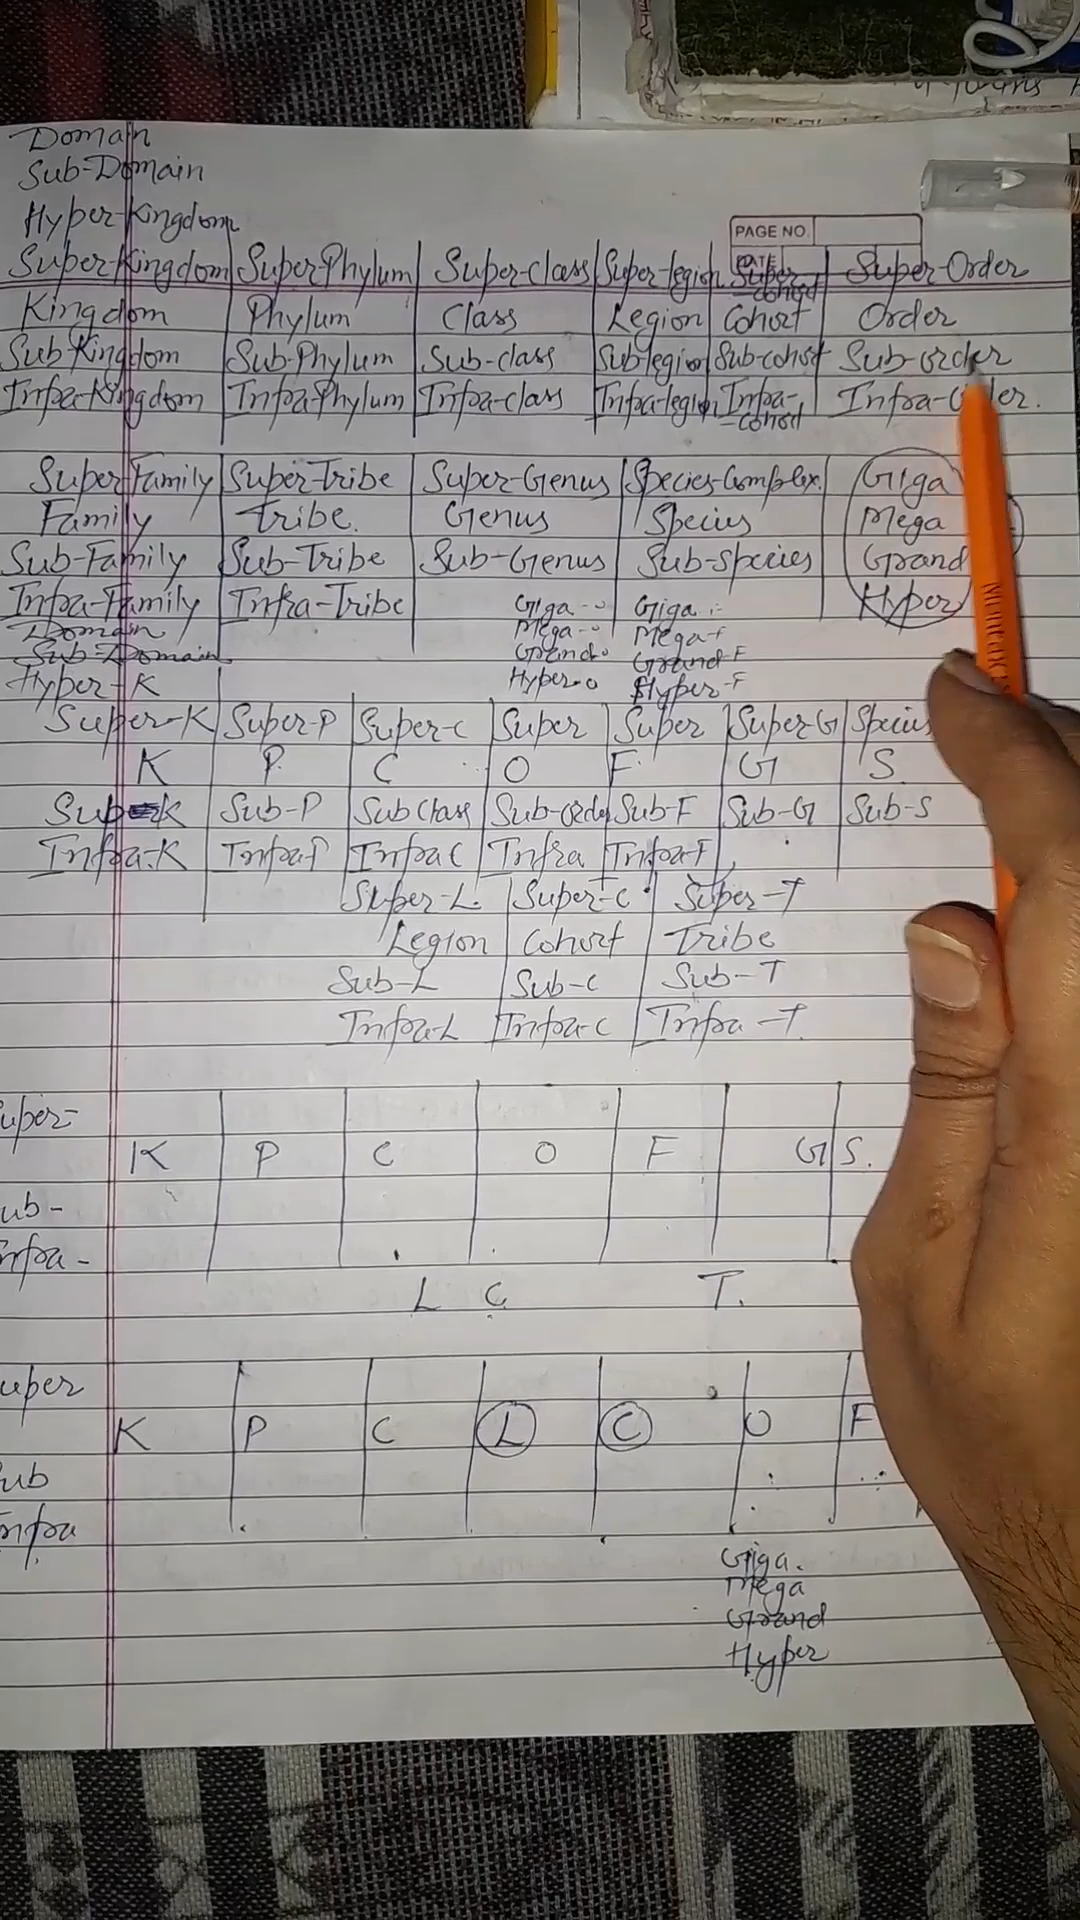 Domain
Sub-Domain
Hyper-Kingdom
PAGE NO.
DATE
Super-Kingdom Super Phylum Super-class Super-legion Super-cohort Super-Order
Kingdom Phylum Class Legion Cohort Order
Sub Kingdom Sub-Phylum Sub-class Sub-legion Sub-cohort Sub-order
Infra-Kingdom Infra-Phylum Infra-class Infra-legion Infra-cohort Infra-Order.
Super Family Super-Tribe Super-Genus Species-Complex. Giga
Family Tribe. Genus Species Mega
Sub-Family Sub-Tribe Sub-Genus Sub-species Grand
Infra-Family Infra-Tribe Giga-o Giga Hyper
Domain Mega-o Mega-F
Sub-Domain Grand-o Grand-F
Hyper-K Hyper-o Hyper-F
Super-K Super-P Super-C Super Super Super-G Species
K P. C O F. G S.
Sub-K Sub-P Sub Class Sub-Order Sub-F Sub-G Sub-S
Infra-K Infra-P Infra C Infra Infra-F
Super-L. Super-C Super-T
Legion Cohort Tribe
Sub-L Sub-C Sub-T
Infra-L Infra-C Infra-T.
uper-
K P C O F G S.
ub-
nfra-
L C T.
uper
K P C L C O F
ub
nfra
Giga.
Mega
Grand
Hyper